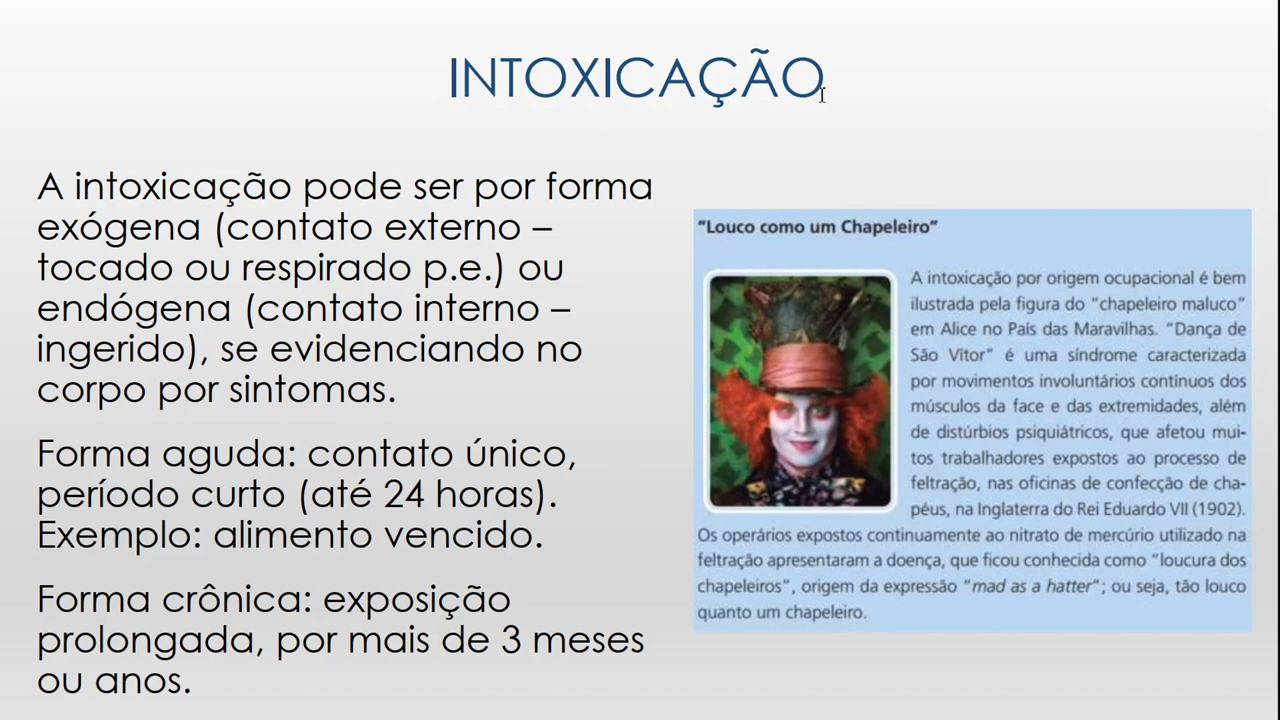 INTOXICAÇÃO
A intoxicação pode ser por forma
exógena (contato externo –
tocado ou respirado p.e.) ou
endógena (contato interno –
ingerido), se evidenciando no
corpo por sintomas.
Forma aguda: contato único,
período curto (até 24 horas).
Exemplo: alimento vencido.
Forma crônica: exposição
prolongada, por mais de 3 meses
ou anos.
“Louco como um Chapeleiro”
A intoxicação por origem ocupacional é bem
ilustrada pela figura do “chapeleiro maluco”
em Alice no País das Maravilhas. “Dança de
São Vítor” é uma síndrome caracterizada
por movimentos involuntários contínuos dos
músculos da face e das extremidades, além
de distúrbios psiquiátricos, que afetou mui-
tos trabalhadores expostos ao processo de
feltração, nas oficinas de confecção de cha-
péus, na Inglaterra do Rei Eduardo VII (1902).
Os operários expostos continuamente ao nitrato de mercúrio utilizado na
feltração apresentaram a doença, que ficou conhecida como “loucura dos
chapeleiros”, origem da expressão “mad as a hatter”; ou seja, tão louco
quanto um chapeleiro.